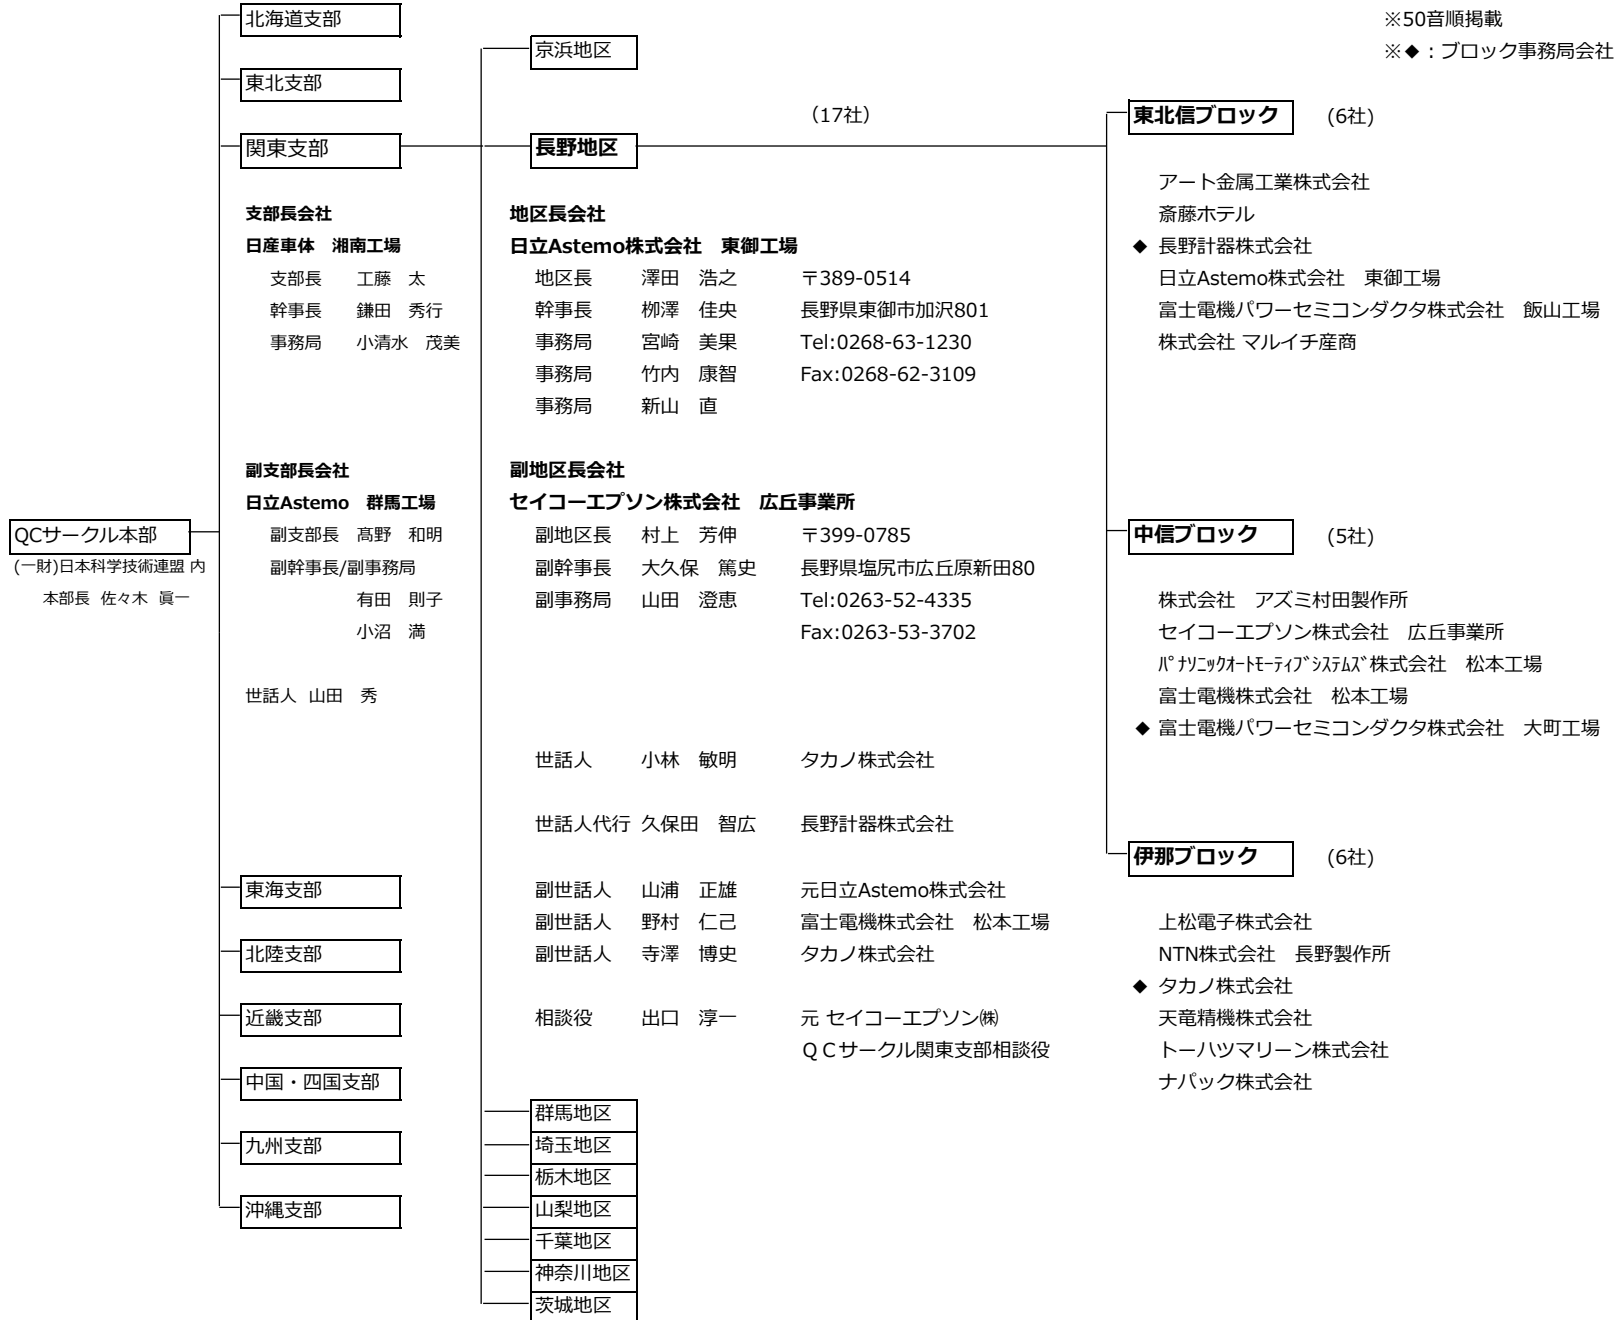 ※50音順掲載
※◆：ブロック事務局会社
QCサークル本部
(一財)日本科学技術連盟 内
本部長 佐々木 眞一
北海道支部
東北支部
関東支部
支部長会社
日産車体　湘南工場
支部長　工藤　太
幹事長　鎌田　秀行
事務局　小清水　茂美
副支部長会社
日立Astemo　群馬工場
副支部長　髙野　和明
副幹事長/副事務局
有田　則子
小沼　満
世話人 山田　秀
東海支部
北陸支部
近畿支部
中国・四国支部
九州支部
沖縄支部
京浜地区
（17社）
長野地区
地区長会社
日立Astemo株式会社　東御工場
地区長　澤田　浩之　〒389-0514
幹事長　栁澤　佳央　長野県東御市加沢801
事務局　宮崎　美果　Tel:0268-63-1230
事務局　竹内　康智　Fax:0268-62-3109
事務局　新山　直
副地区長会社
セイコーエプソン株式会社　広丘事業所
副地区長　村上　芳伸　〒399-0785
副幹事長　大久保　篤史　長野県塩尻市広丘原新田80
副事務局　山田　澄恵　Tel:0263-52-4335
Fax:0263-53-3702
世話人　小林　敏明　タカノ株式会社
世話人代行 久保田　智広　長野計器株式会社
副世話人　山浦　正雄　元日立Astemo株式会社
副世話人　野村　仁己　富士電機株式会社　松本工場
副世話人　寺澤　博史　タカノ株式会社
相談役　出口　淳一　元 セイコーエプソン㈱
ＱＣサークル関東支部相談役
群馬地区
埼玉地区
栃木地区
山梨地区
千葉地区
神奈川地区
茨城地区
東北信ブロック　(6社)
アート金属工業株式会社
斎藤ホテル
◆ 長野計器株式会社
日立Astemo株式会社　東御工場
富士電機パワーセミコンダクタ株式会社　飯山工場
株式会社 マルイチ産商
中信ブロック　(5社)
株式会社　アズミ村田製作所
セイコーエプソン株式会社　広丘事業所
ﾊﾟﾅｿﾆｯｸｵｰﾄﾓｰﾃｨﾌﾞｼｽﾃﾑｽﾞ株式会社　松本工場
富士電機株式会社　松本工場
◆ 富士電機パワーセミコンダクタ株式会社　大町工場
伊那ブロック　(6社)
上松電子株式会社
NTN株式会社　長野製作所
◆ タカノ株式会社
天竜精機株式会社
トーハツマリーン株式会社
ナパック株式会社